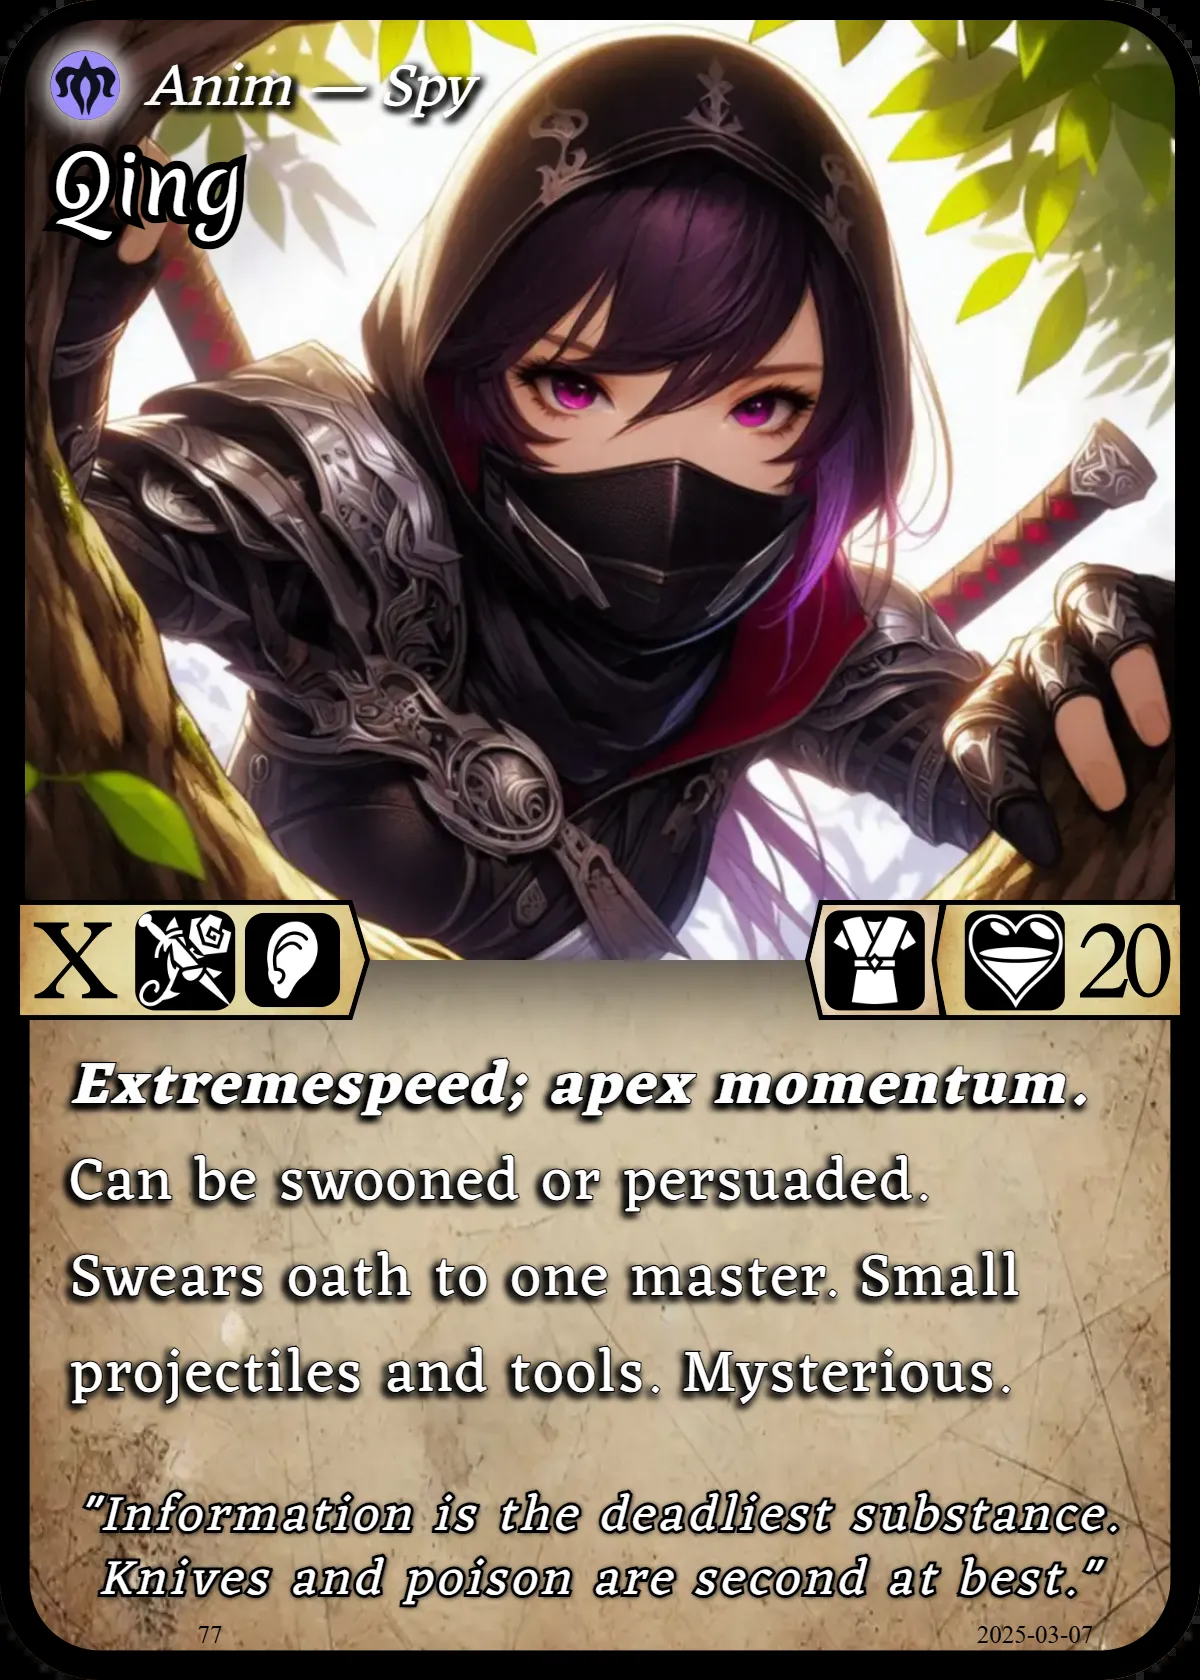 Anim — Spy
Qing
X
20
Extremespeed; apex momentum.
Can be swooned or persuaded.
Swears oath to one master. Small
projectiles and tools. Mysterious.
"Information is the deadliest substance.
Knives and poison are second at best."
77
2025-03-07